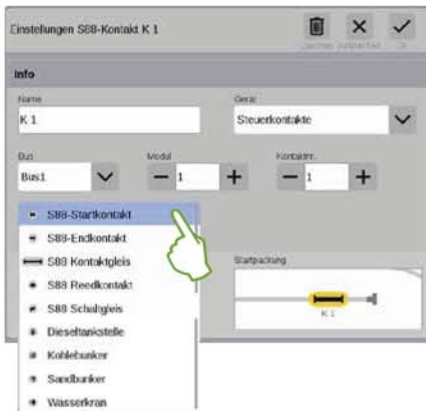 Einstellungen S88-Kontakt K 1
Löschen Abbrechen Ok
Info
Name
Gerät
K 1
Steuerkontakte
Bus
Modul
Kontaktnr.
Bus1
1
1
S88-Startkontakt
S88-Endkontakt
S88 Kontaktgleis
S88 Reedkontakt
S88 Schaltgleis
Dieseltankstelle
Kohlebunker
Sandbunker
Wasserkran
Startpackung
K 1